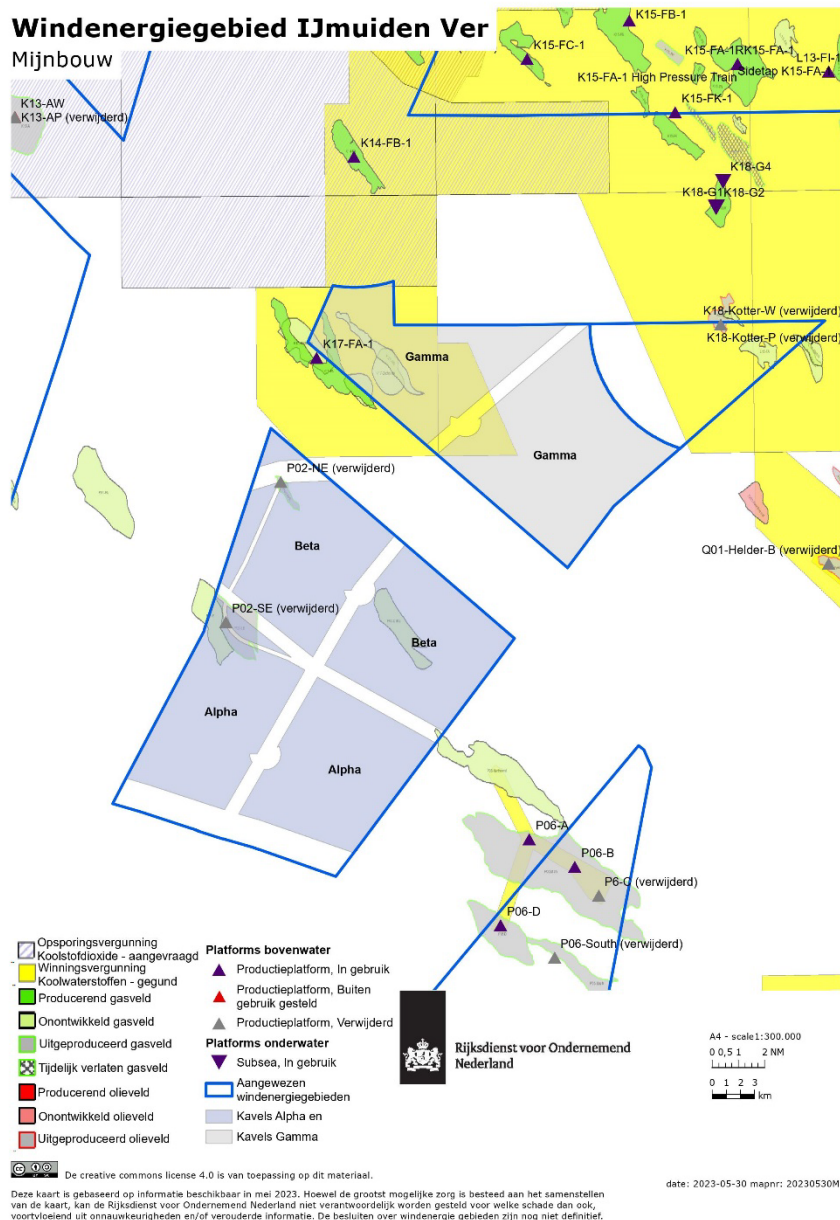 Windenergiegebied IJmuiden Ver
Mijnbouw
K15-FB-1
K15-FC-1
K15-FA-1RK15-FA-1
L13-FI-1
K15-FA-1 High Pressure Train
Sidetap K15-FA-
K13-AW
K13-AP (verwijderd)
K15-FK-1
K14-FB-1
K18-G4
K18-G1K18-G2
K18-Kotter-W (verwijderd)
K18-Kotter-P (verwijderd)
K17-FA-1
Gamma
Gamma
P02-NE (verwijderd)
Beta
Q01-Helder-B (verwijderd)
P02-SE (verwijderd)
Beta
Alpha
Alpha
P06-A
P06-B
P6-C (verwijderd)
P06-D
P06-South (verwijderd)
Opsporingsvergunning
Koolstofdioxide - aangevraagd
Winningsvergunning
Koolwaterstoffen - gegund
Producerend gasveld
Onontwikkeld gasveld
Uitgeproduceerd gasveld
Tijdelijk verlaten gasveld
Producerend olieveld
Onontwikkeld olieveld
Uitgeproduceerd olieveld
Platforms bovenwater
Productieplatform, In gebruik
Productieplatform, Buiten
gebruik gesteld
Productieplatform, Verwijderd
Platforms onderwater
Subsea, In gebruik
Aangewezen
windenergiegebieden
Kavels Alpha en
Kavels Gamma
Rijksdienst voor Ondernemend
Nederland
A4 - scale1:300.000
0 0,5 1 2 NM
0 1 2 3
km
De creative commons license 4.0 is van toepassing op dit materiaal.
Deze kaart is gebaseerd op informatie beschikbaar in mei 2023. Hoewel de grootst mogelijke zorg is besteed aan het samenstellen
van de kaart, kan de Rijksdienst voor Ondernemend Nederland niet verantwoordelijk worden gesteld voor welke schade dan ook,
voortvloeiend uit onnauwkeurigheden en/of verouderde informatie. De besluiten over windenergie gebieden zijn nog niet definitief.
date: 2023-05-30 mapnr: 20230530M